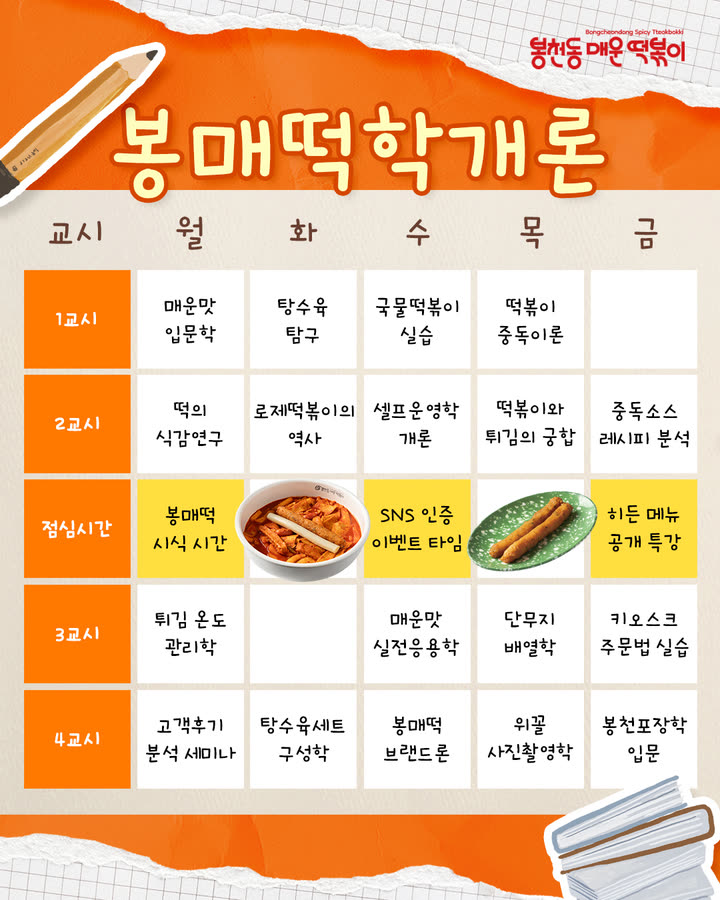 Bongcheondong Spicy Tteokbokki
봉천동 매운 떡볶이
봉매떡학개론
교시 월 화 수 목 금
1교시
매운맛
입문학
탕수육
탐구
국물떡볶이
실습
떡볶이
중독이론
2교시
떡의
식감연구
로제떡볶이의
역사
셀프운영학
개론
떡볶이와
튀김의 궁합
중독소스
레시피 분석
점심시간
봉매떡
시식 시간
SNS 인증
이벤트 타임
히든 메뉴
공개 특강
3교시
튀김 온도
관리학
매운맛
실전응용학
단무지
배열학
키오스크
주문법 실습
4교시
고객후기
분석 세미나
탕수육세트
구성학
봉매떡
브랜드론
위꼴
사진촬영학
봉천포장학
입문